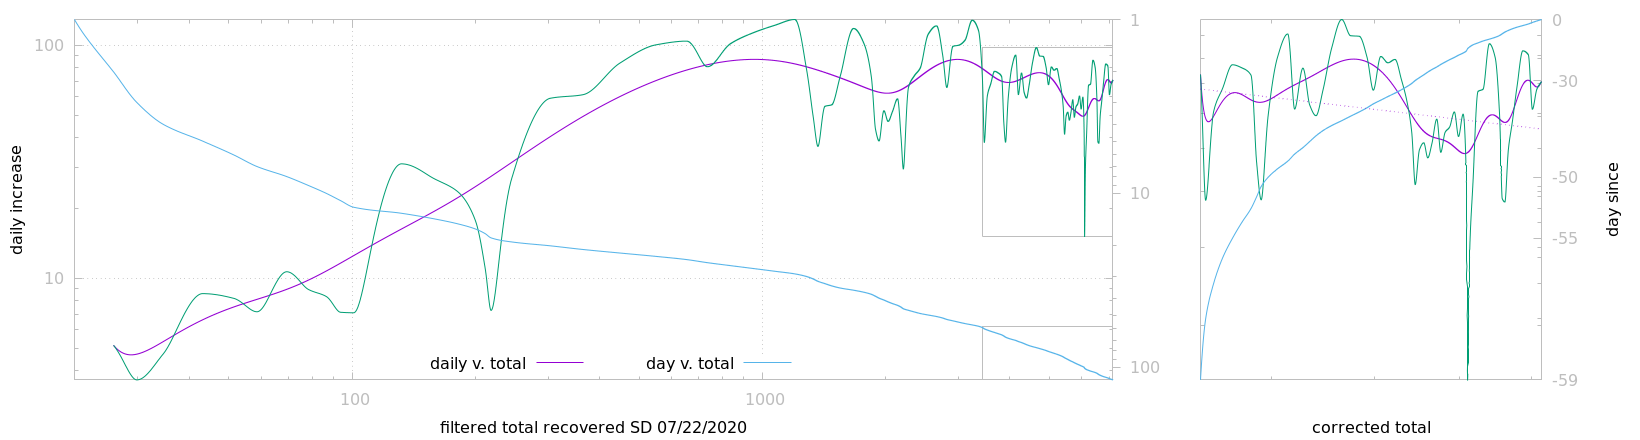 daily increase
100
10
daily v. total
day v. total
100
1000
filtered total recovered SD 07/22/2020
1
10
100
0
-30
-50
-55
-59
day since
corrected total